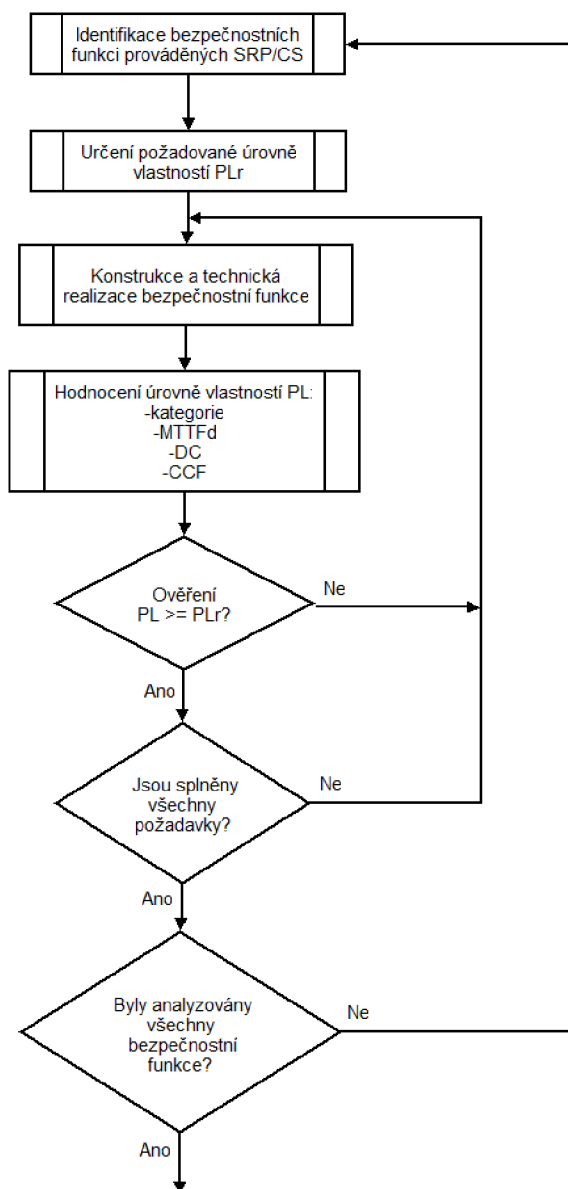 Identifikace bezpečnostních
funkci prováděných SRP/CS
Určení požadované úrovně
vlastností PLr
Konstrukce a technická
realizace bezpečnostní funkce
Hodnocení úrovně vlastností PL:
-kategorie
-MTTFd
-DC
-CCF
Ověření
PL >= PLr?
Ne
Ano
Jsou splněny
všechny
požadavky?
Ne
Ano
Byly analyzovány
všechny
bezpečnostní
funkce?
Ne
Ano